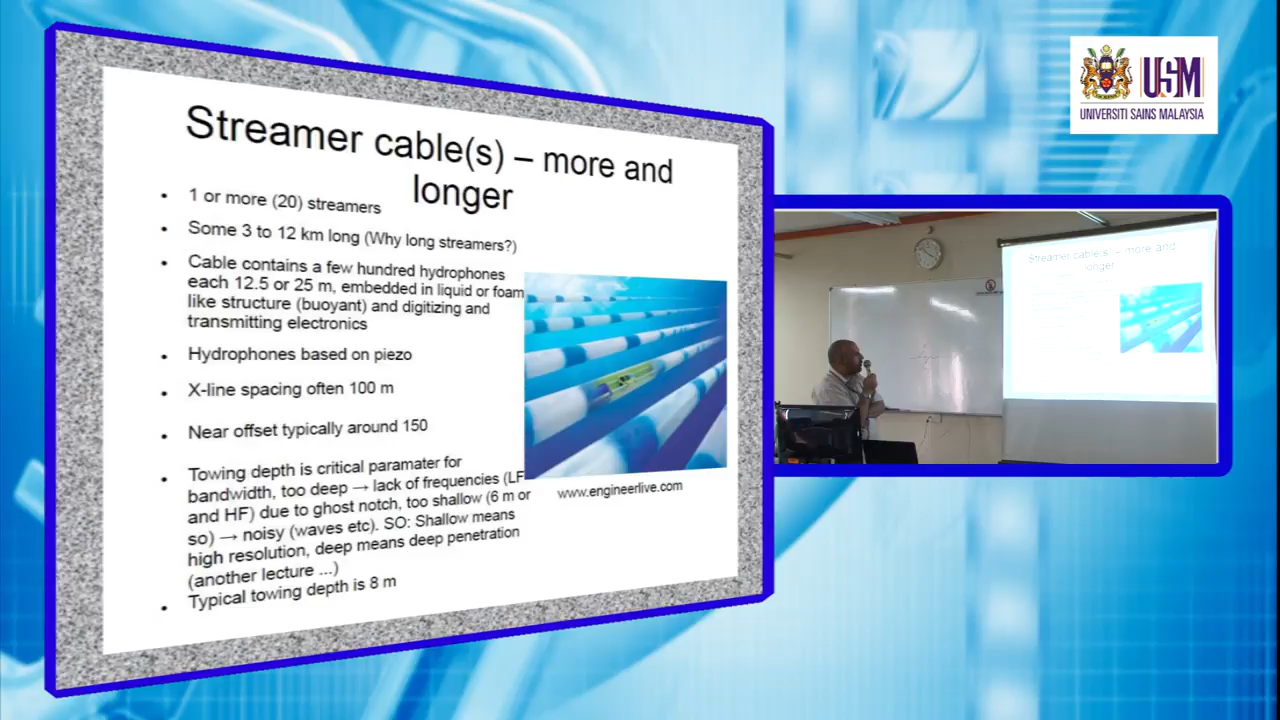 Streamer cable(s) – more and
longer
• 1 or more (20) streamers
• Some 3 to 12 km long (Why long streamers?)
• Cable contains a few hundred hydrophones
each 12.5 or 25 m, embedded in liquid or foam
like structure (buoyant) and digitizing and
transmitting electronics
• Hydrophones based on piezo
• X-line spacing often 100 m
• Near offset typically around 150
• Towing depth is critical paramater for
bandwidth, too deep → lack of frequencies (LF
and HF) due to ghost notch, too shallow (6 m or
so) → noisy (waves etc). SO: Shallow means
high resolution, deep means deep penetration
(another lecture ...)
• Typical towing depth is 8 m
www.engineerlive.com
USM
UNIVERSITI SAINS MALAYSIA
Streamer cable(s) – more and
longer